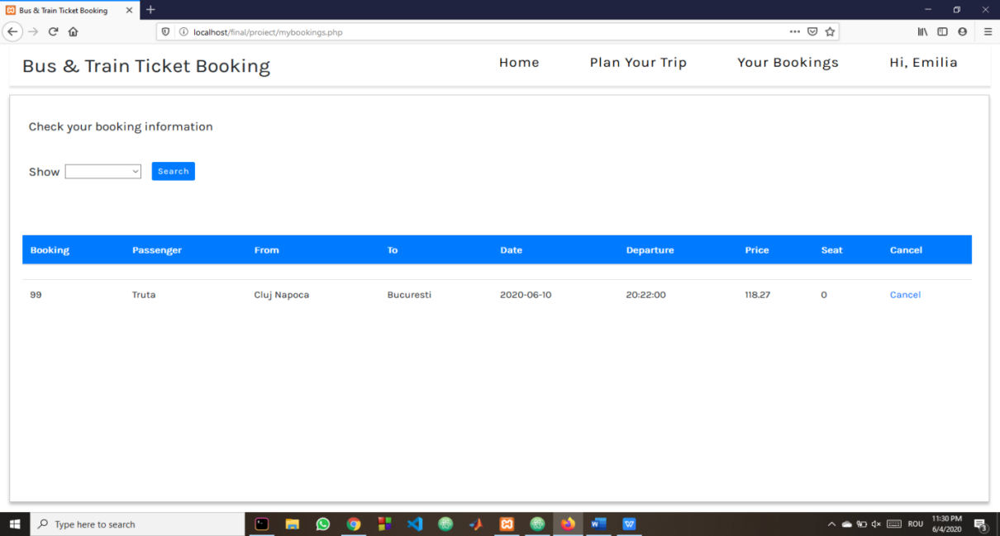 Bus & Train Ticket Booking
localhost/final/proiect/mybookings.php
Bus & Train Ticket Booking Home Plan Your Trip Your Bookings Hi, Emilia
Check your booking information
Show Search
Booking Passenger From To Date Departure Price Seat Cancel
99 Truta Cluj Napoca Bucuresti 2020-06-10 20:22:00 118.27 0 Cancel
Type here to search ROU 11:30 PM
6/4/2020 3